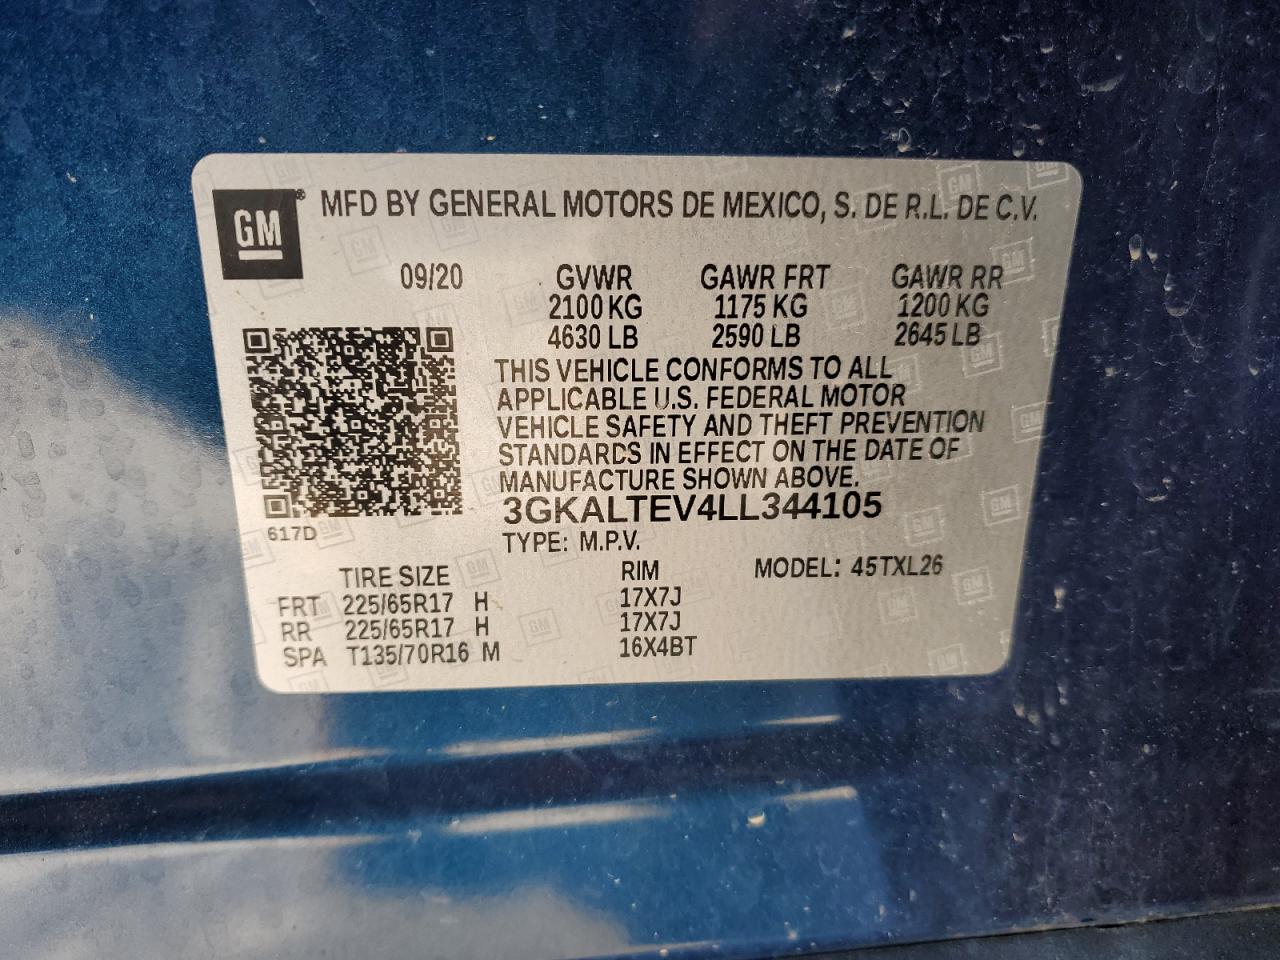 GM® MFD BY GENERAL MOTORS DE MEXICO, S. DE R.L. DE C.V.
09/20 GVWR GAWR FRT GAWR RR
2100 KG 1175 KG 1200 KG
4630 LB 2590 LB 2645 LB
THIS VEHICLE CONFORMS TO ALL
APPLICABLE U.S. FEDERAL MOTOR
VEHICLE SAFETY AND THEFT PREVENTION
STANDARDS IN EFFECT ON THE DATE OF
MANUFACTURE SHOWN ABOVE.
3GKALTEV4LL344105
617D
TYPE: M.P.V.
TIRE SIZE RIM MODEL: 45TXL26
FRT 225/65R17 H 17X7J
RR 225/65R17 H 17X7J
SPA T135/70R16 M 16X4BT